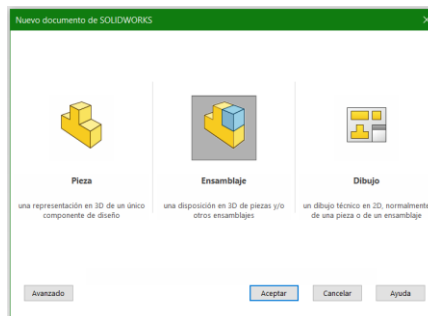 Nuevo documento de SOLIDWORKS
Pieza
una representación en 3D de un único
componente de diseño
Ensamblaje
una disposición en 3D de piezas y/o
otros ensamblajes
Dibujo
un dibujo técnico en 2D, normalmente
de una pieza o de un ensamblaje
Avanzado
Aceptar
Cancelar
Ayuda